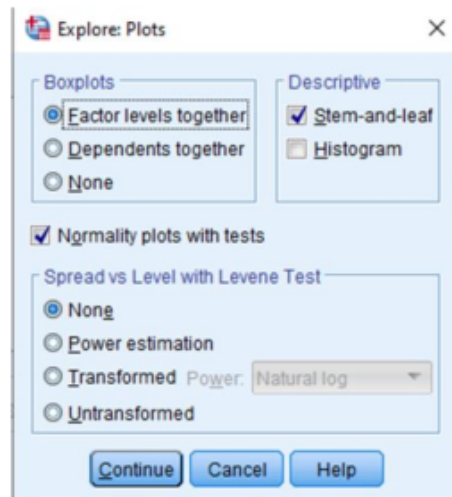 Explore: Plots
Boxplots
Factor levels together
Dependents together
None
Descriptive
Stem-and-leaf
Histogram
Normality plots with tests
Spread vs Level with Levene Test
None
Power estimation
Transformed Power: Natural log
Untransformed
Continue Cancel Help